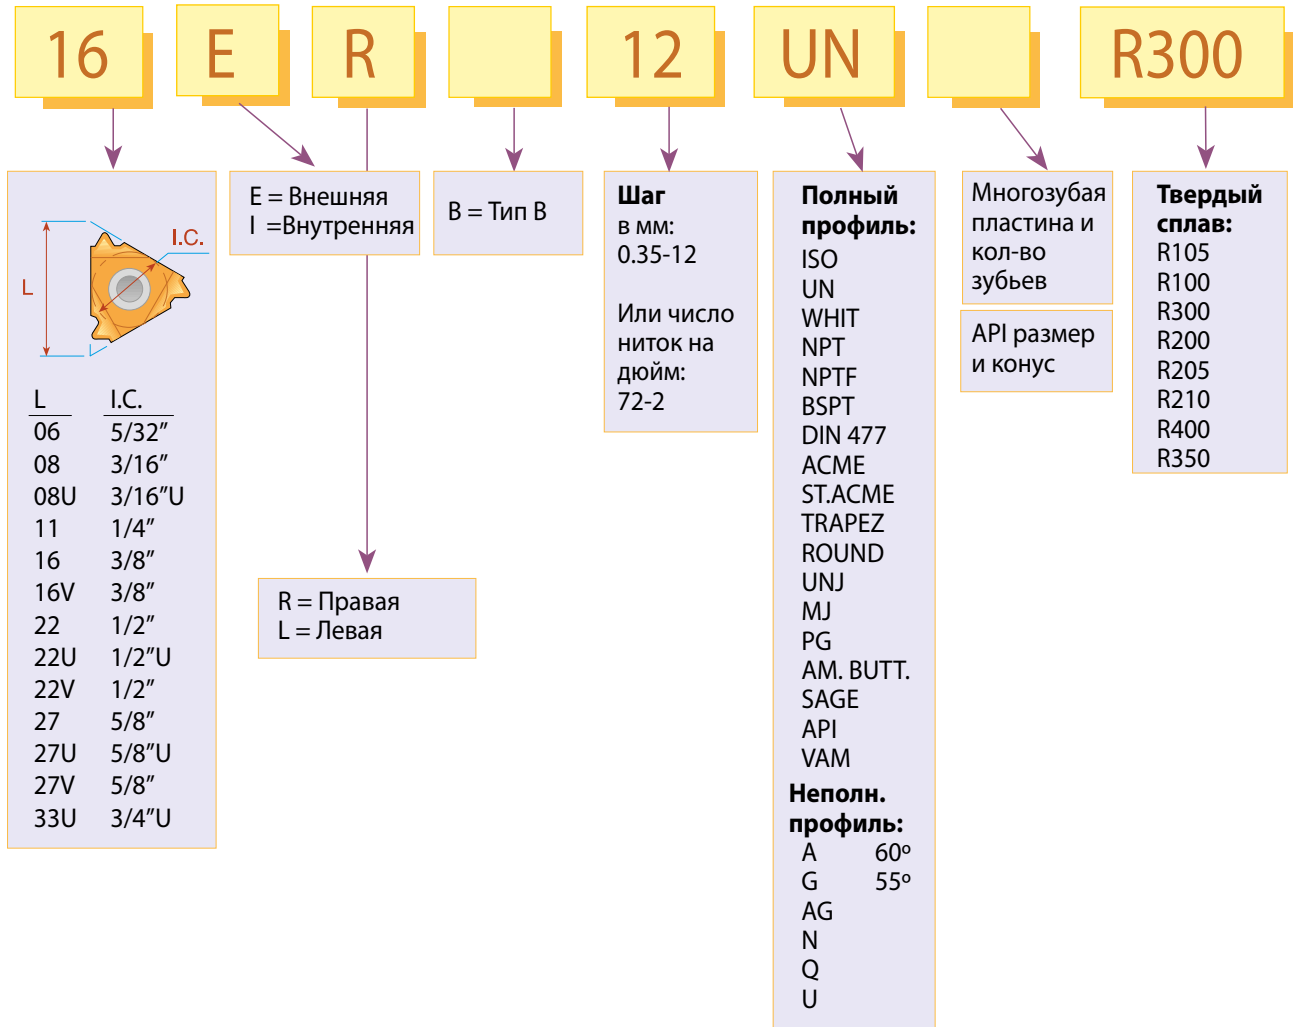 16 E R 12 UN R300
L
I.C.
L I.C.
06 5/32”
08 3/16”
08U 3/16”U
11 1/4”
16 3/8”
16V 3/8”
22 1/2”
22U 1/2”U
22V 1/2”
27 5/8”
27U 5/8”U
27V 5/8”
33U 3/4”U
E = Внешняя
I =Внутренняя
R = Правая
L = Левая
B = Тип B
Шаг
в мм:
0.35-12
Или число
ниток на
дюйм:
72-2
Полный
профиль:
ISO
UN
WHIT
NPT
NPTF
BSPT
DIN 477
ACME
ST.ACME
TRAPEZ
ROUND
UNJ
MJ
PG
AM. BUTT.
SAGE
API
VAM
Неполн.
профиль:
A 60º
G 55º
AG
N
Q
U
Многозубая
пластина и
кол-во
зубьев
API размер
и конус
Твердый
сплав:
R105
R100
R300
R200
R205
R210
R400
R350